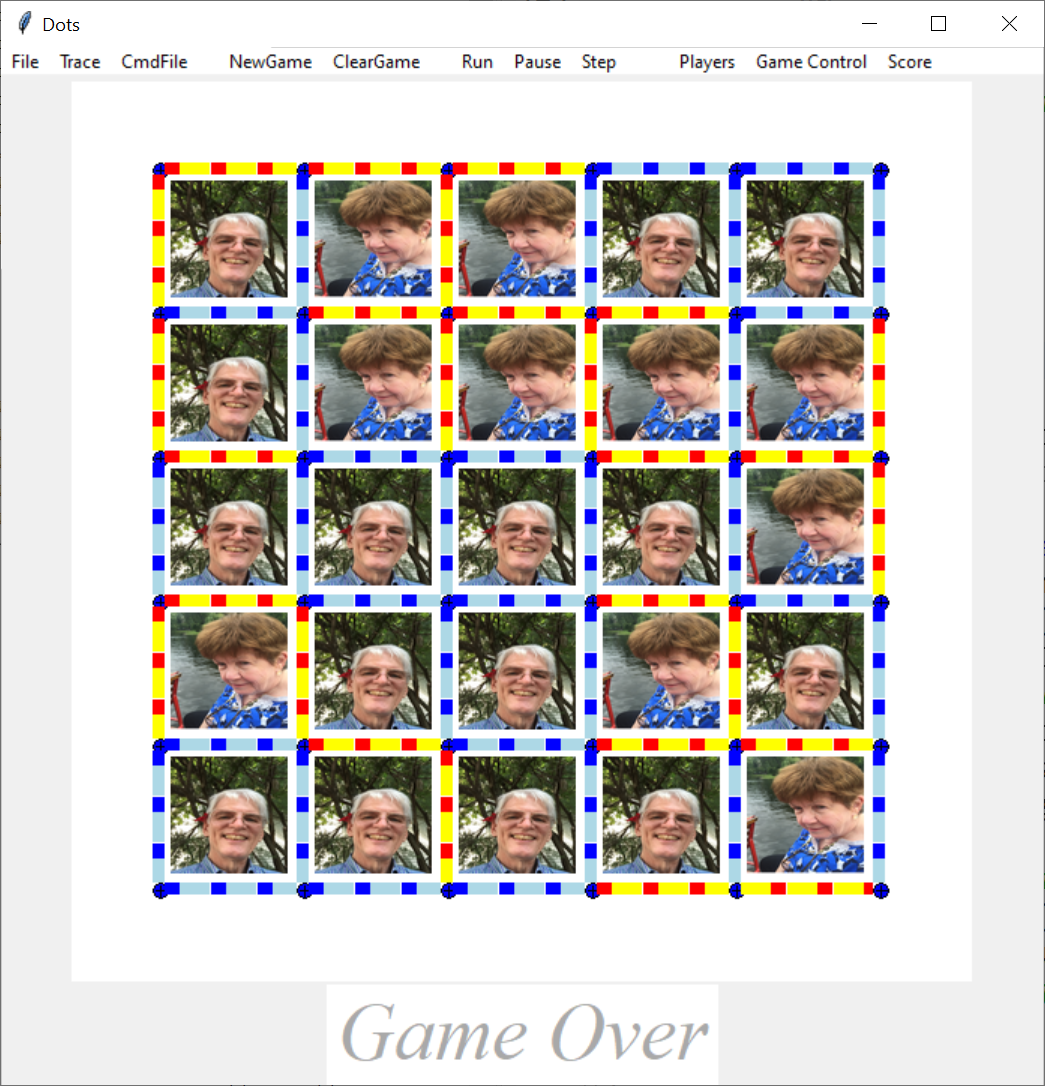 Dots
File Trace CmdFile NewGame ClearGame Run Pause Step Players Game Control Score
Game Over